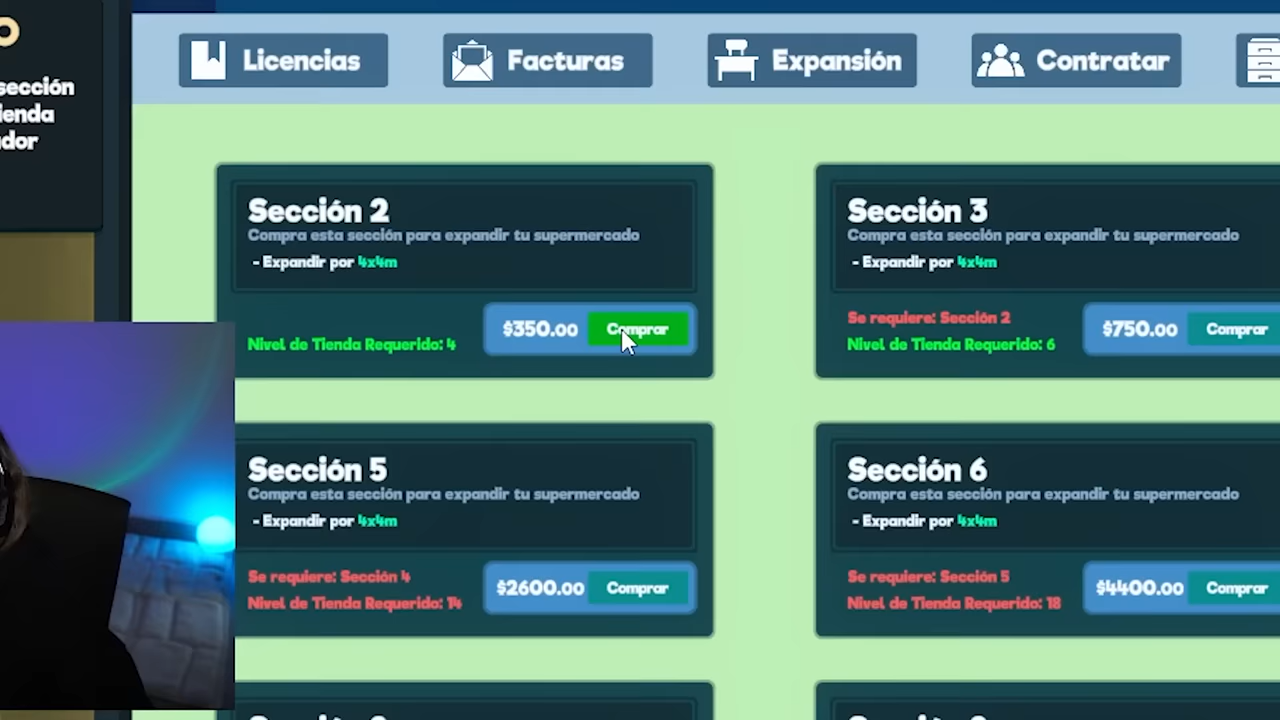 sección
ienda
dor
Licencias
Facturas
Expansión
Contratar
Sección 2
Compra esta sección para expandir tu supermercado
- Expandir por 4x4m
Nivel de Tienda Requerido: 4
$350.00
Comprar
Sección 3
Compra esta sección para expandir tu supermercado
- Expandir por 4x4m
Se requiere: Sección 2
Nivel de Tienda Requerido: 6
$750.00
Comprar
Sección 5
Compra esta sección para expandir tu supermercado
- Expandir por 4x4m
Se requiere: Sección 4
Nivel de Tienda Requerido: 14
$2600.00
Comprar
Sección 6
Compra esta sección para expandir tu supermercado
- Expandir por 4x4m
Se requiere: Sección 5
Nivel de Tienda Requerido: 18
$4400.00
Comprar